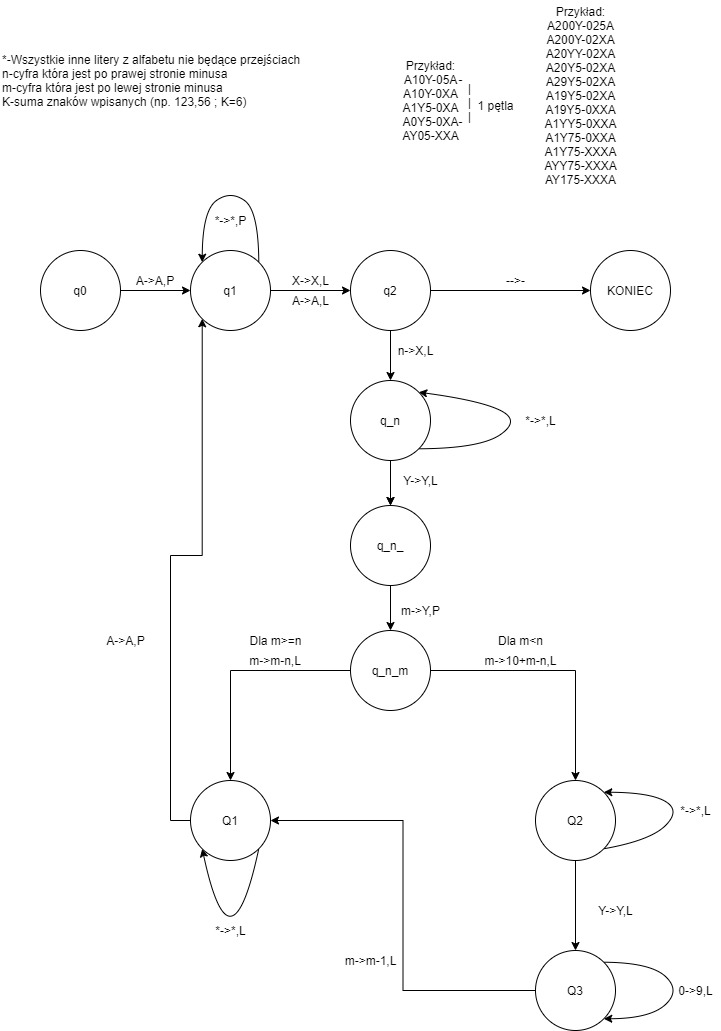 *-Wszystkie inne litery z alfabetu nie będące przejściach
n-cyfra która jest po prawej stronie minusa
m-cyfra która jest po lewej stronie minusa
K-suma znaków wpisanych (np. 123,56 ; K=6)
Przykład:
A10Y-05A-
A10Y-0XA
A1Y5-0XA
A0Y5-0XA-
AY05-XXA
|
|
|
1 pętla
Przykład:
A200Y-025A
A200Y-02XA
A20YY-02XA
A20Y5-02XA
A29Y5-02XA
A19Y5-02XA
A19Y5-0XXA
A1YY5-0XXA
A1Y75-0XXA
A1Y75-XXXA
AYY75-XXXA
AY175-XXXA
*->*,P
q0
A->A,P
q1
X->X,L
A->A,L
q2
-->-
KONIEC
n->X,L
q_n
*->*,L
Y->Y,L
q_n_
m->Y,P
A->A,P
Dla m>=n
m->m-n,L
q_n_m
Dla m<n
m->10+m-n,L
Q1
*->*,L
Q2
*->*,L
Y->Y,L
m->m-1,L
Q3
0->9,L